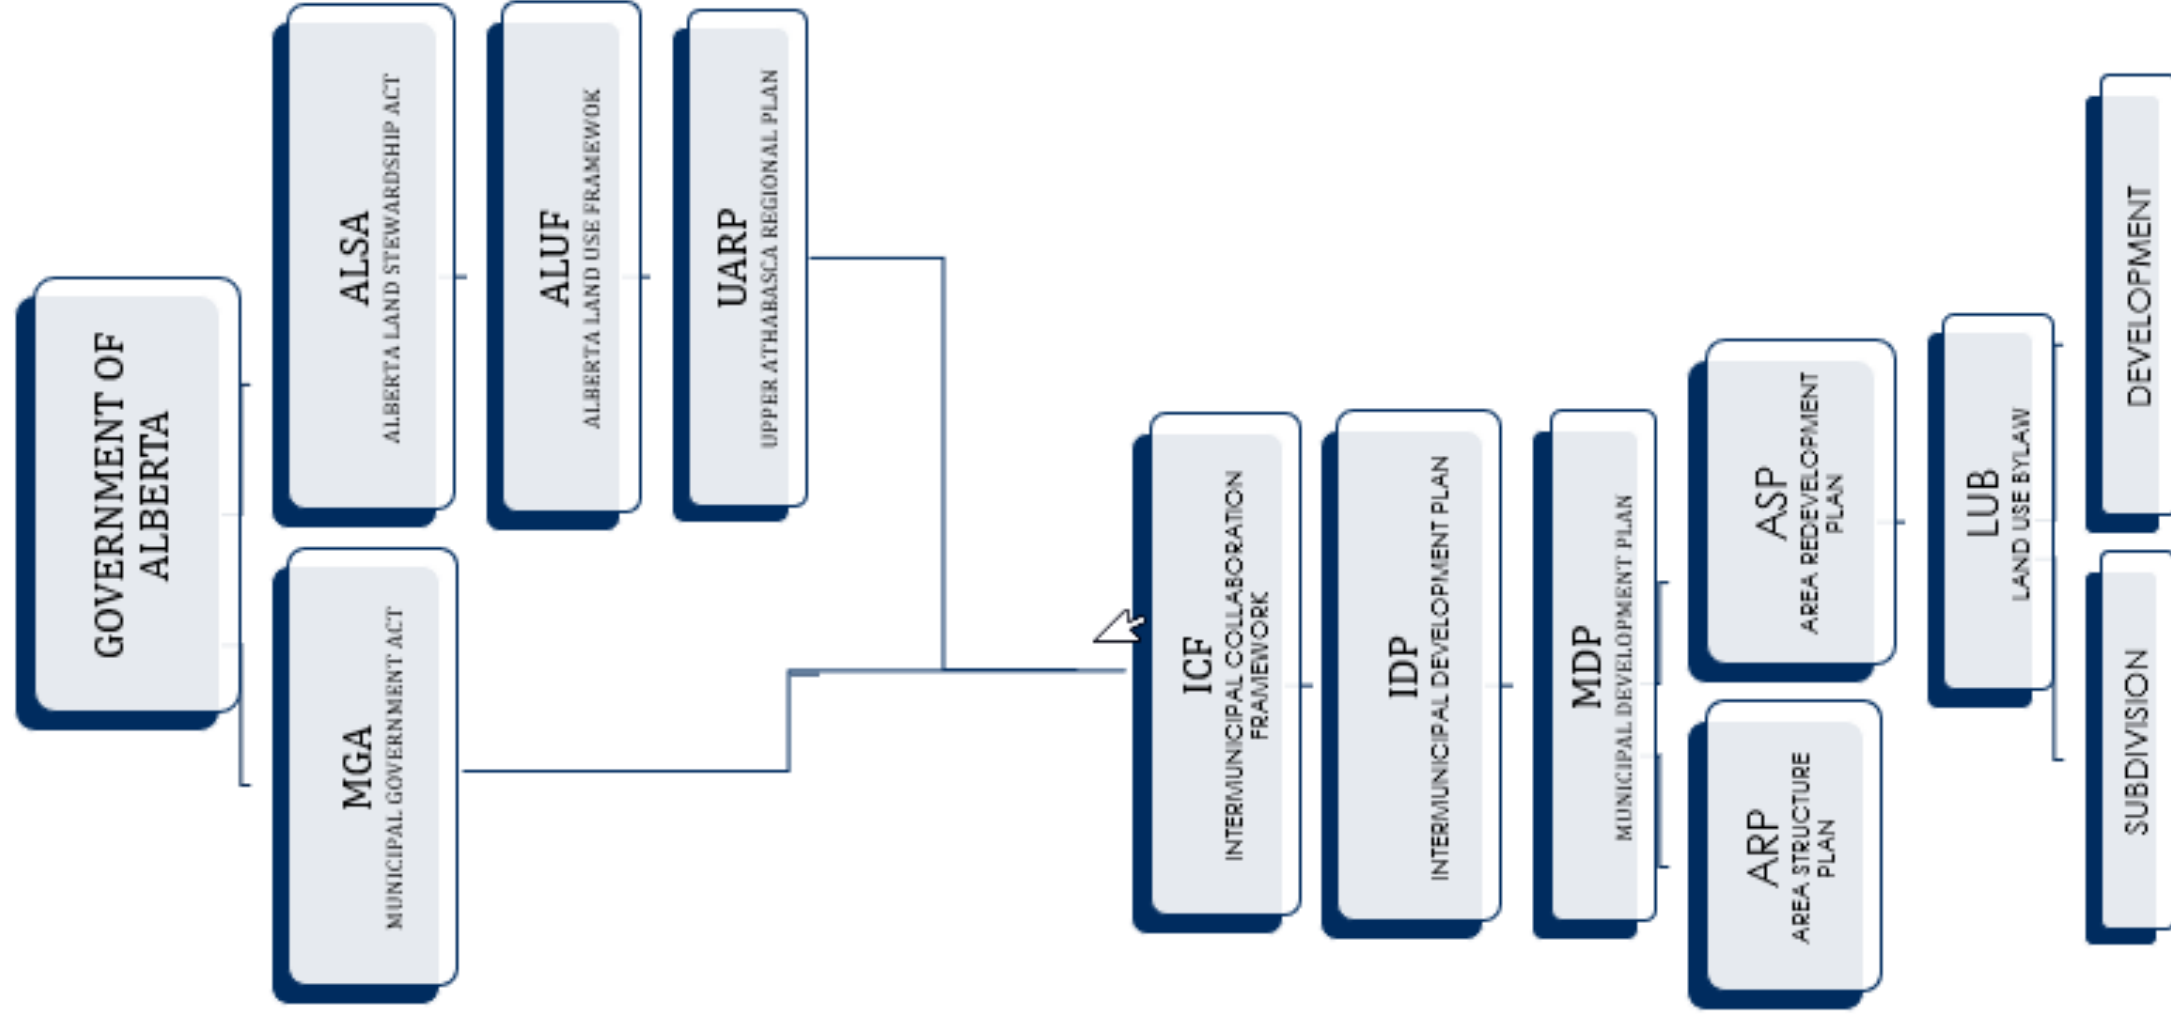 GOVERNMENT OF
ALBERTA
MGA
MUNICIPAL GOVERNMENT ACT
ALSA
ALBERTA LAND STEWARDSHIP ACT
ALUF
ALBERTA LAND USE FRAMEWOK
UARP
UPPER ATHABASCA REGIONAL PLAN
ICF
INTERMUNICIPAL COLLABORATION
FRAMEWORK
IDP
INTERMUNICIPAL DEVELOPMENT PLAN
MDP
MUNICIPAL DEVELOPMENT PLAN
ARP
AREA STRUCTURE
PLAN
ASP
AREA REDEVELOPMENT
PLAN
LUB
LAND USE BYLAW
SUBDIVISION
DEVELOPMENT